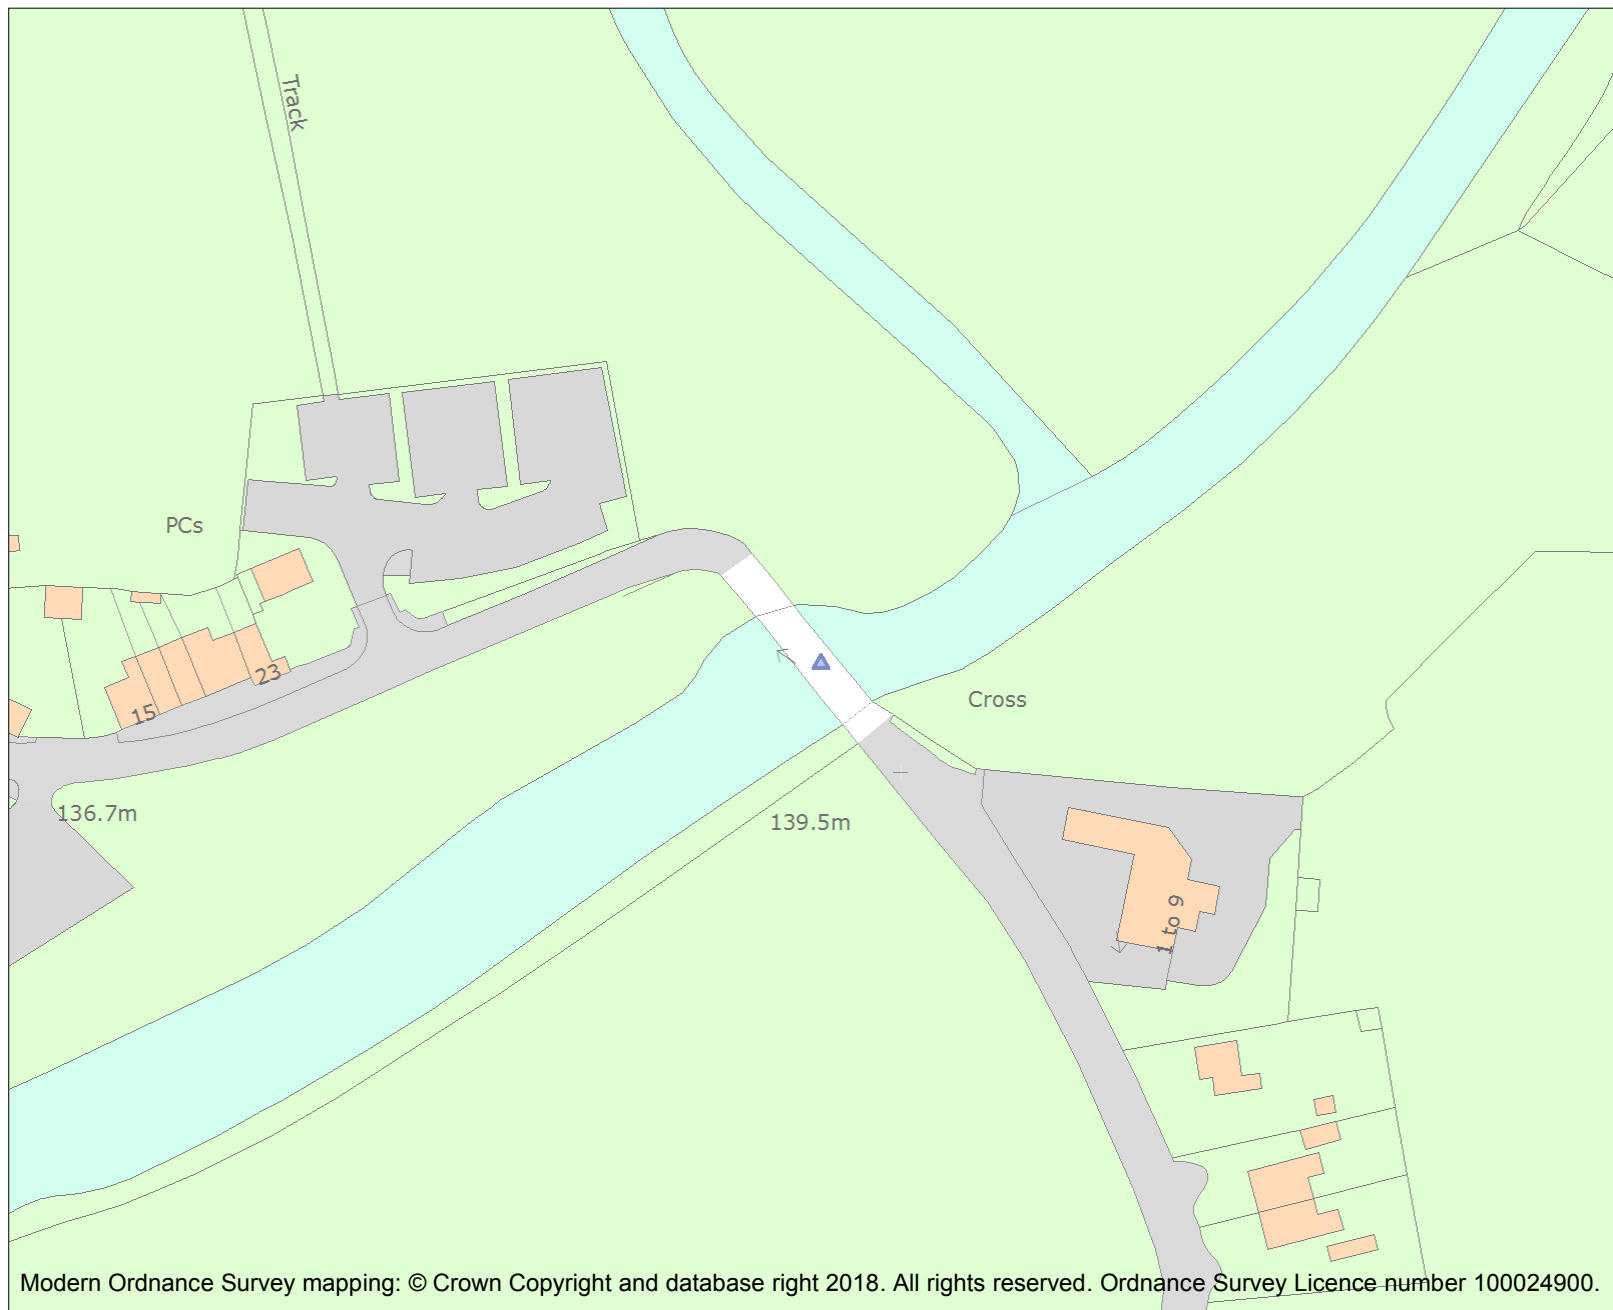 Track
PCs
23
15
Cross
136.7m
139.5m
1 to 9
Modern Ordnance Survey mapping: © Crown Copyright and database right 2018. All rights reserved. Ordnance Survey Licence number 100024900.